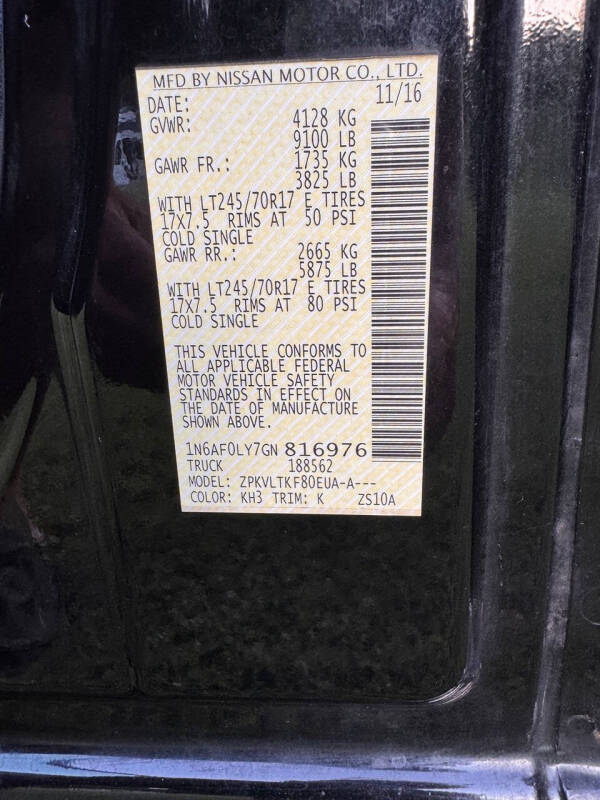 MFD BY NISSAN MOTOR CO., LTD.
DATE: 11/16
GVWR: 4128 KG
9100 LB
GAWR FR.: 1735 KG
3825 LB
WITH LT245/70R17 E TIRES
17X7.5 RIMS AT 50 PSI
COLD SINGLE
GAWR RR.: 2665 KG
5875 LB
WITH LT245/70R17 E TIRES
17X7.5 RIMS AT 80 PSI
COLD SINGLE
THIS VEHICLE CONFORMS TO
ALL APPLICABLE FEDERAL
MOTOR VEHICLE SAFETY
STANDARDS IN EFFECT ON
THE DATE OF MANUFACTURE
SHOWN ABOVE.
1N6AF0LY7GN 816976
TRUCK 188562
MODEL: ZPKVLTKF80EUA-A---
COLOR: KH3 TRIM: K ZS10A